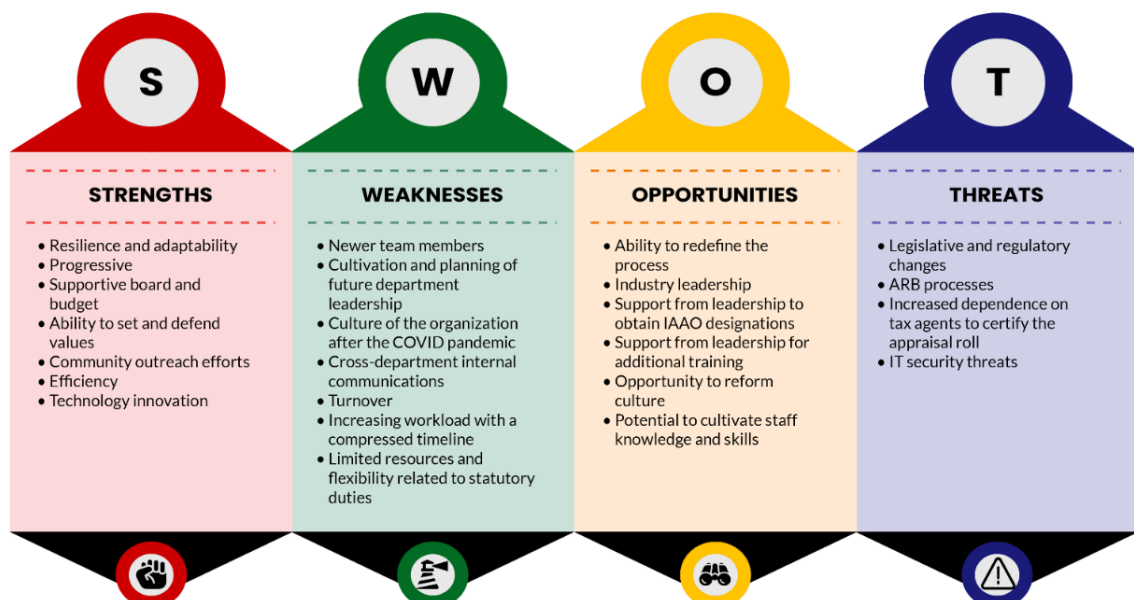 S
STRENGTHS
• Resilience and adaptability
• Progressive
• Supportive board and
budget
• Ability to set and defend
values
• Community outreach efforts
• Efficiency
• Technology innovation
W
WEAKNESSES
• Newer team members
• Cultivation and planning of
future department
leadership
• Culture of the organization
after the COVID pandemic
• Cross-department internal
communications
• Turnover
• Increasing workload with a
compressed timeline
• Limited resources and
flexibility related to statutory
duties
O
OPPORTUNITIES
• Ability to redefine the
process
• Industry leadership
• Support from leadership to
obtain IAAO designations
• Support from leadership for
additional training
• Opportunity to reform
culture
• Potential to cultivate staff
knowledge and skills
T
THREATS
• Legislative and regulatory
changes
• ARB processes
• Increased dependence on
tax agents to certify the
appraisal roll
• IT security threats